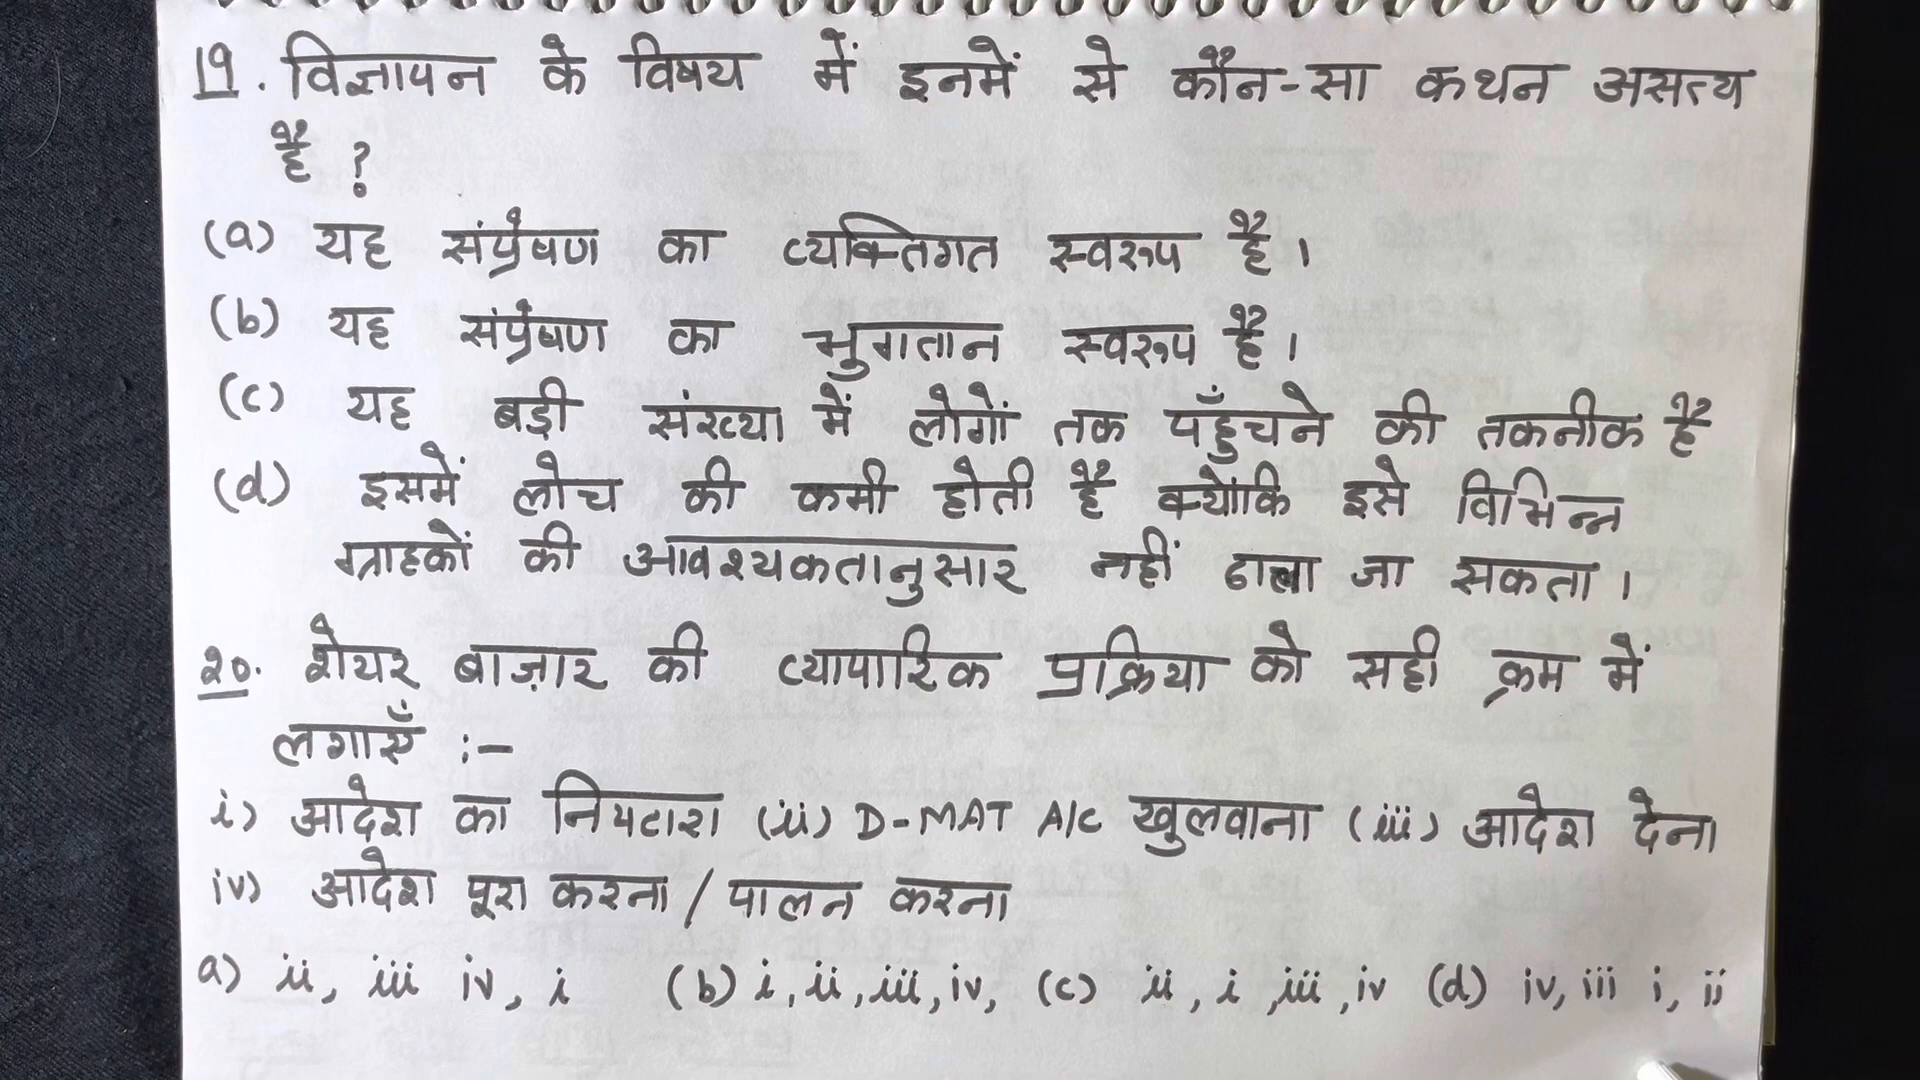 19. विज्ञापन के विषय में इनमें से कौन-सा कथन असत्य
है ?
(a) यह संप्रेषण का व्यक्तिगत स्वरूप है।
(b) यह संप्रेषण का भुगतान स्वरूप है।
(c) यह बड़ी संख्या में लोगों तक पहुँचने की तकनीक है
(d) इसमें लोच की कमी होती है क्योंकि इसे विभिन्न
ग्राहकों की आवश्यकतानुसार नहीं ढाला जा सकता।
20. शेयर बाज़ार की व्यापारिक प्रक्रिया को सही क्रम में
लगाएँ :-
i) आदेश का निपटारा (ii) D-MAT A/C खुलवाना (iii) आदेश देना
iv) आदेश पूरा करना / पालन करना
a) ii, iii iv, i (b) i, ii, iii, iv, (c) ii, i, iii, iv (d) iv, iii i, ii